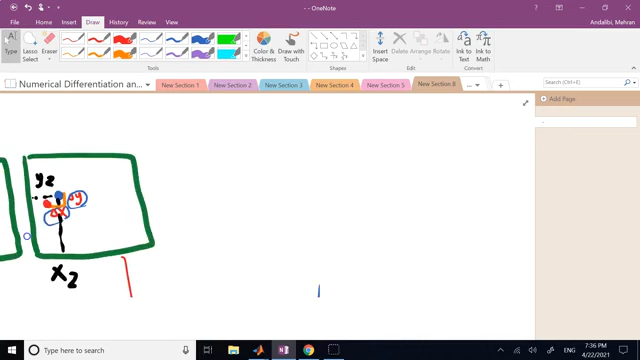 - - OneNote
Andalibi, Mehran
File Home Insert Draw History Review View Help
Type
Lasso Select
Eraser
Color & Thickness
Draw with Touch
Insert Space
Delete
Arrange
Rotate
Ink to Text
Ink to Math
Tools
Shapes
Edit
Convert
Numerical Differentiation an...
New Section 1
New Section 2
New Section 3
New Section 4
New Section 5
New Section 8
...
+
Search (Ctrl+E)
Add Page
y2
Δy
Δx
x2
Type here to search
ENG
7:36 PM
4/22/2021